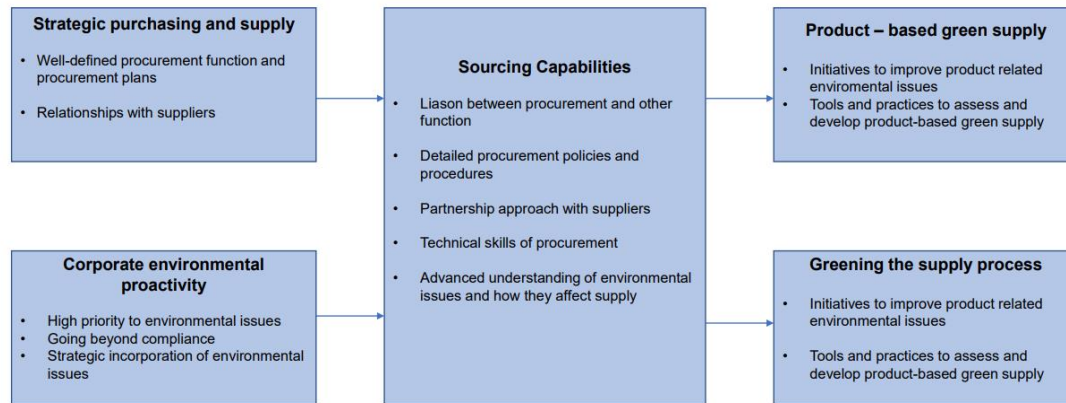 Strategic purchasing and supply
• Well-defined procurement function and
procurement plans
• Relationships with suppliers
Corporate environmental
proactivity
• High priority to environmental issues
• Going beyond compliance
• Strategic incorporation of environmental
issues
Sourcing Capabilities
• Liason between procurement and other
function
• Detailed procurement policies and
procedures
• Partnership approach with suppliers
• Technical skills of procurement
• Advanced understanding of environmental
issues and how they affect supply
Product – based green supply
• Initiatives to improve product related
enviromental issues
• Tools and practices to assess and
develop product-based green supply
Greening the supply process
• Initiatives to improve product related
environmental issues
• Tools and practices to assess and
develop product-based green supply